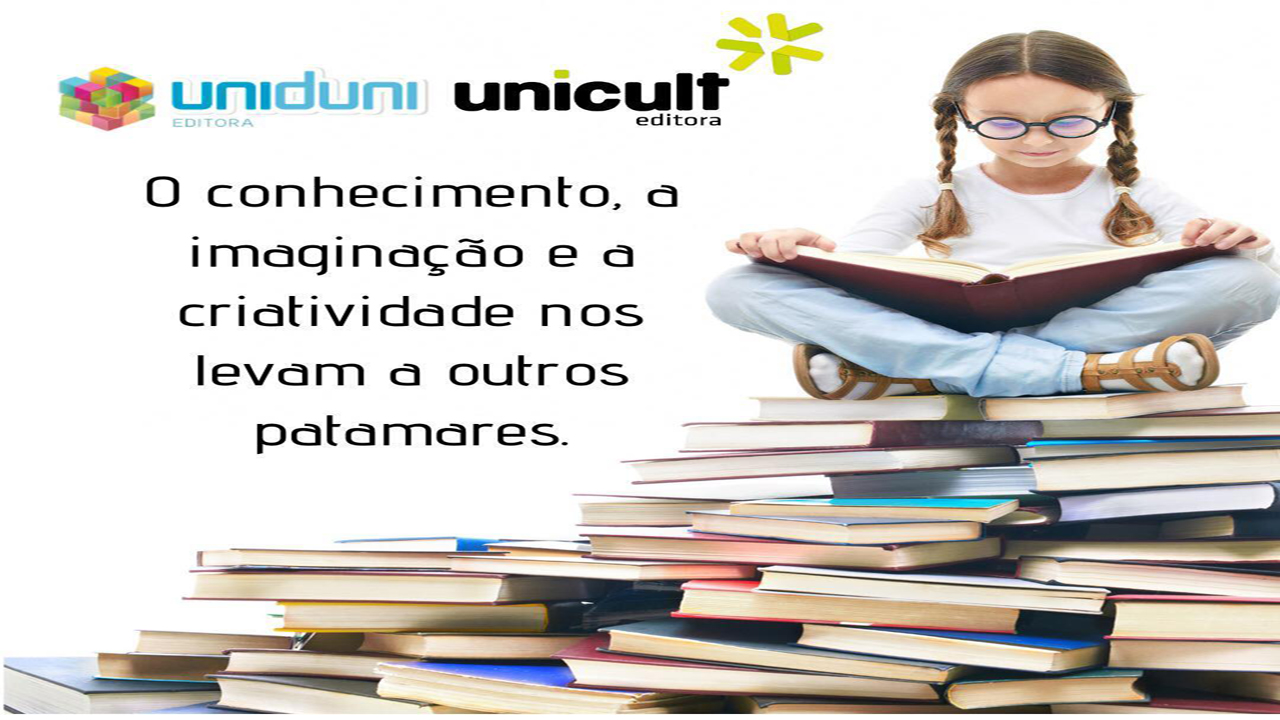 uniduni
EDITORA
unicult
editora
O conhecimento, a
imaginação e a
criatividade nos
levam a outros
patamares.